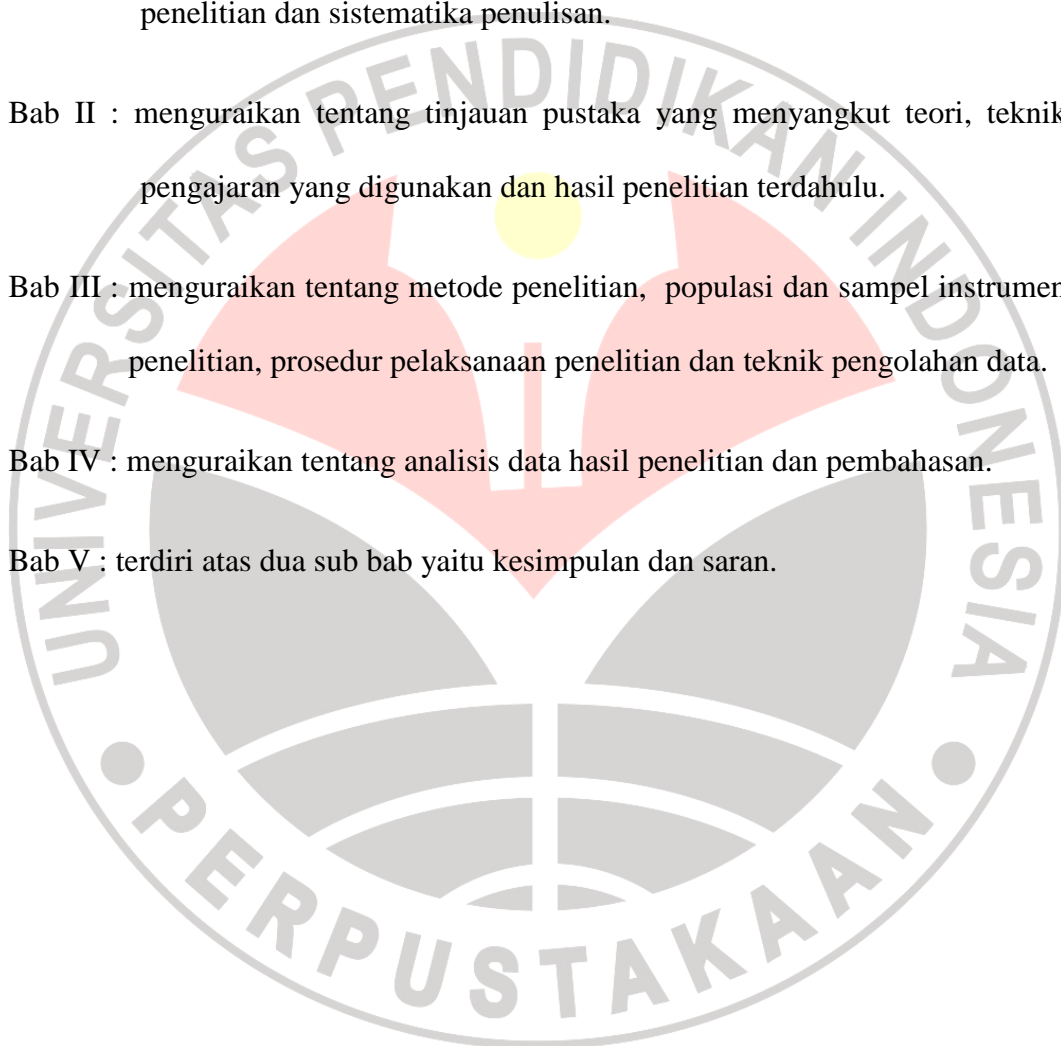 penelitian dan sistematika penulisan.
Bab II : menguraikan tentang tinjauan pustaka yang menyangkut teori, teknik
pengajaran yang digunakan dan hasil penelitian terdahulu.
Bab III : menguraikan tentang metode penelitian, populasi dan sampel instrumen
penelitian, prosedur pelaksanaan penelitian dan teknik pengolahan data.
Bab IV : menguraikan tentang analisis data hasil penelitian dan pembahasan.
Bab V : terdiri atas dua sub bab yaitu kesimpulan dan saran.
UNIVERSITAS PENDIDIKAN INDONESIA
PERPUSTAKAAN